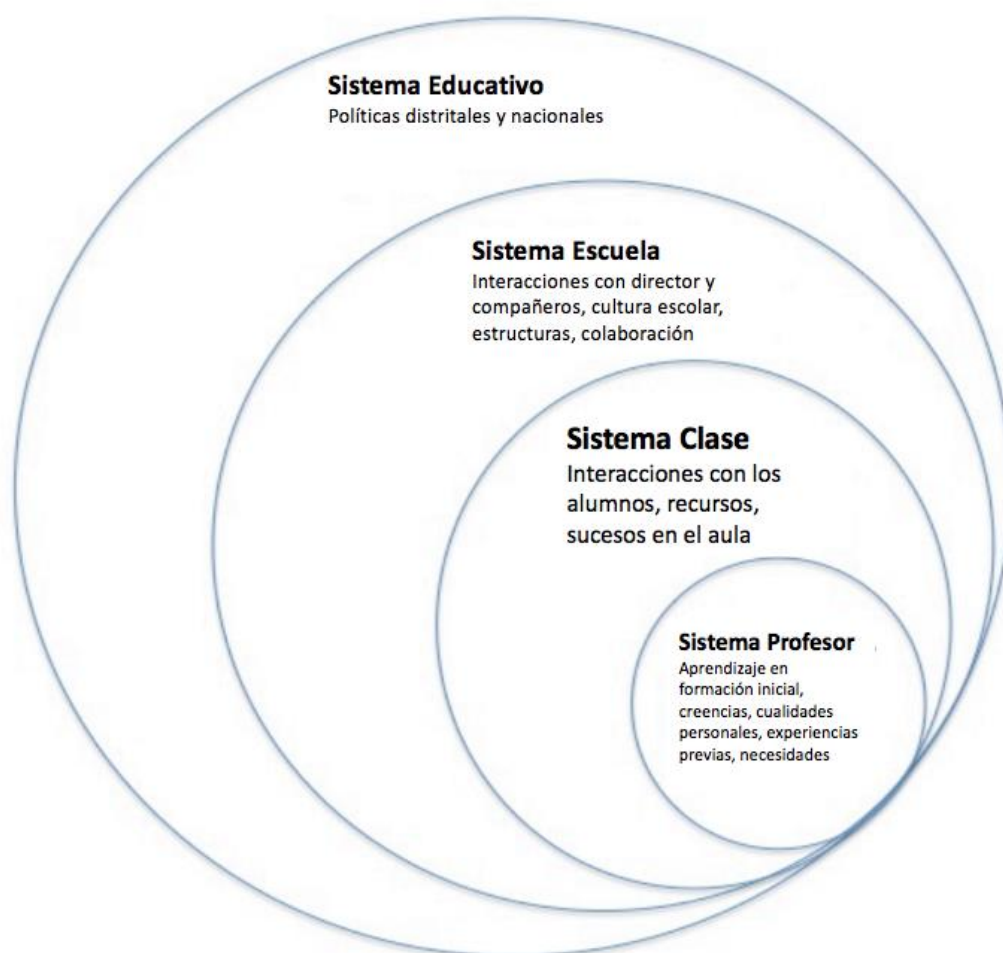 Sistema Educativo
Políticas distritales y nacionales
Sistema Escuela
Interacciones con director y
compañeros, cultura escolar,
estructuras, colaboración
Sistema Clase
Interacciones con los
alumnos, recursos,
sucesos en el aula
Sistema Profesor
Aprendizaje en
formación inicial,
creencias, cualidades
personales, experiencias
previas, necesidades